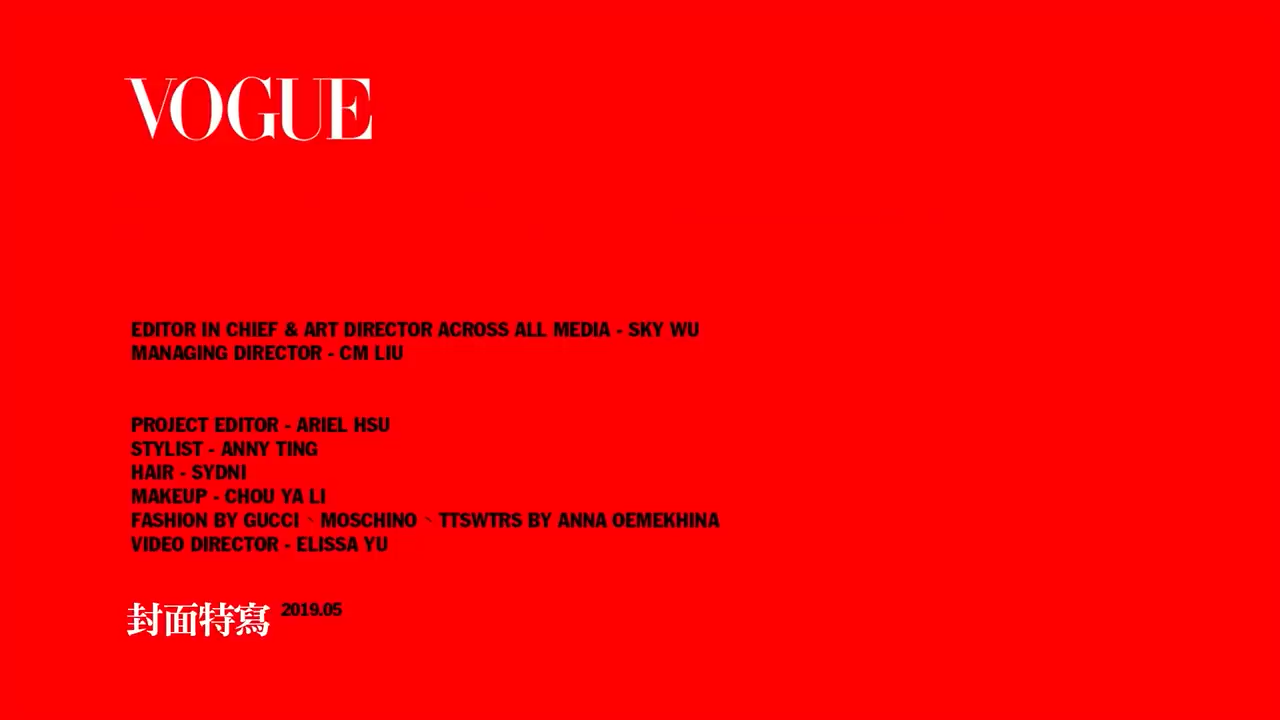 VOGUE
EDITOR IN CHIEF & ART DIRECTOR ACROSS ALL MEDIA - SKY WU
MANAGING DIRECTOR - CM LIU
PROJECT EDITOR - ARIEL HSU
STYLIST - ANNY TING
HAIR - SYDNI
MAKEUP - CHOU YA LI
FASHION BY GUCCI、MOSCHINO、TTSWTRS BY ANNA OEMEKHINA
VIDEO DIRECTOR - ELISSA YU
封面特寫 2019.05